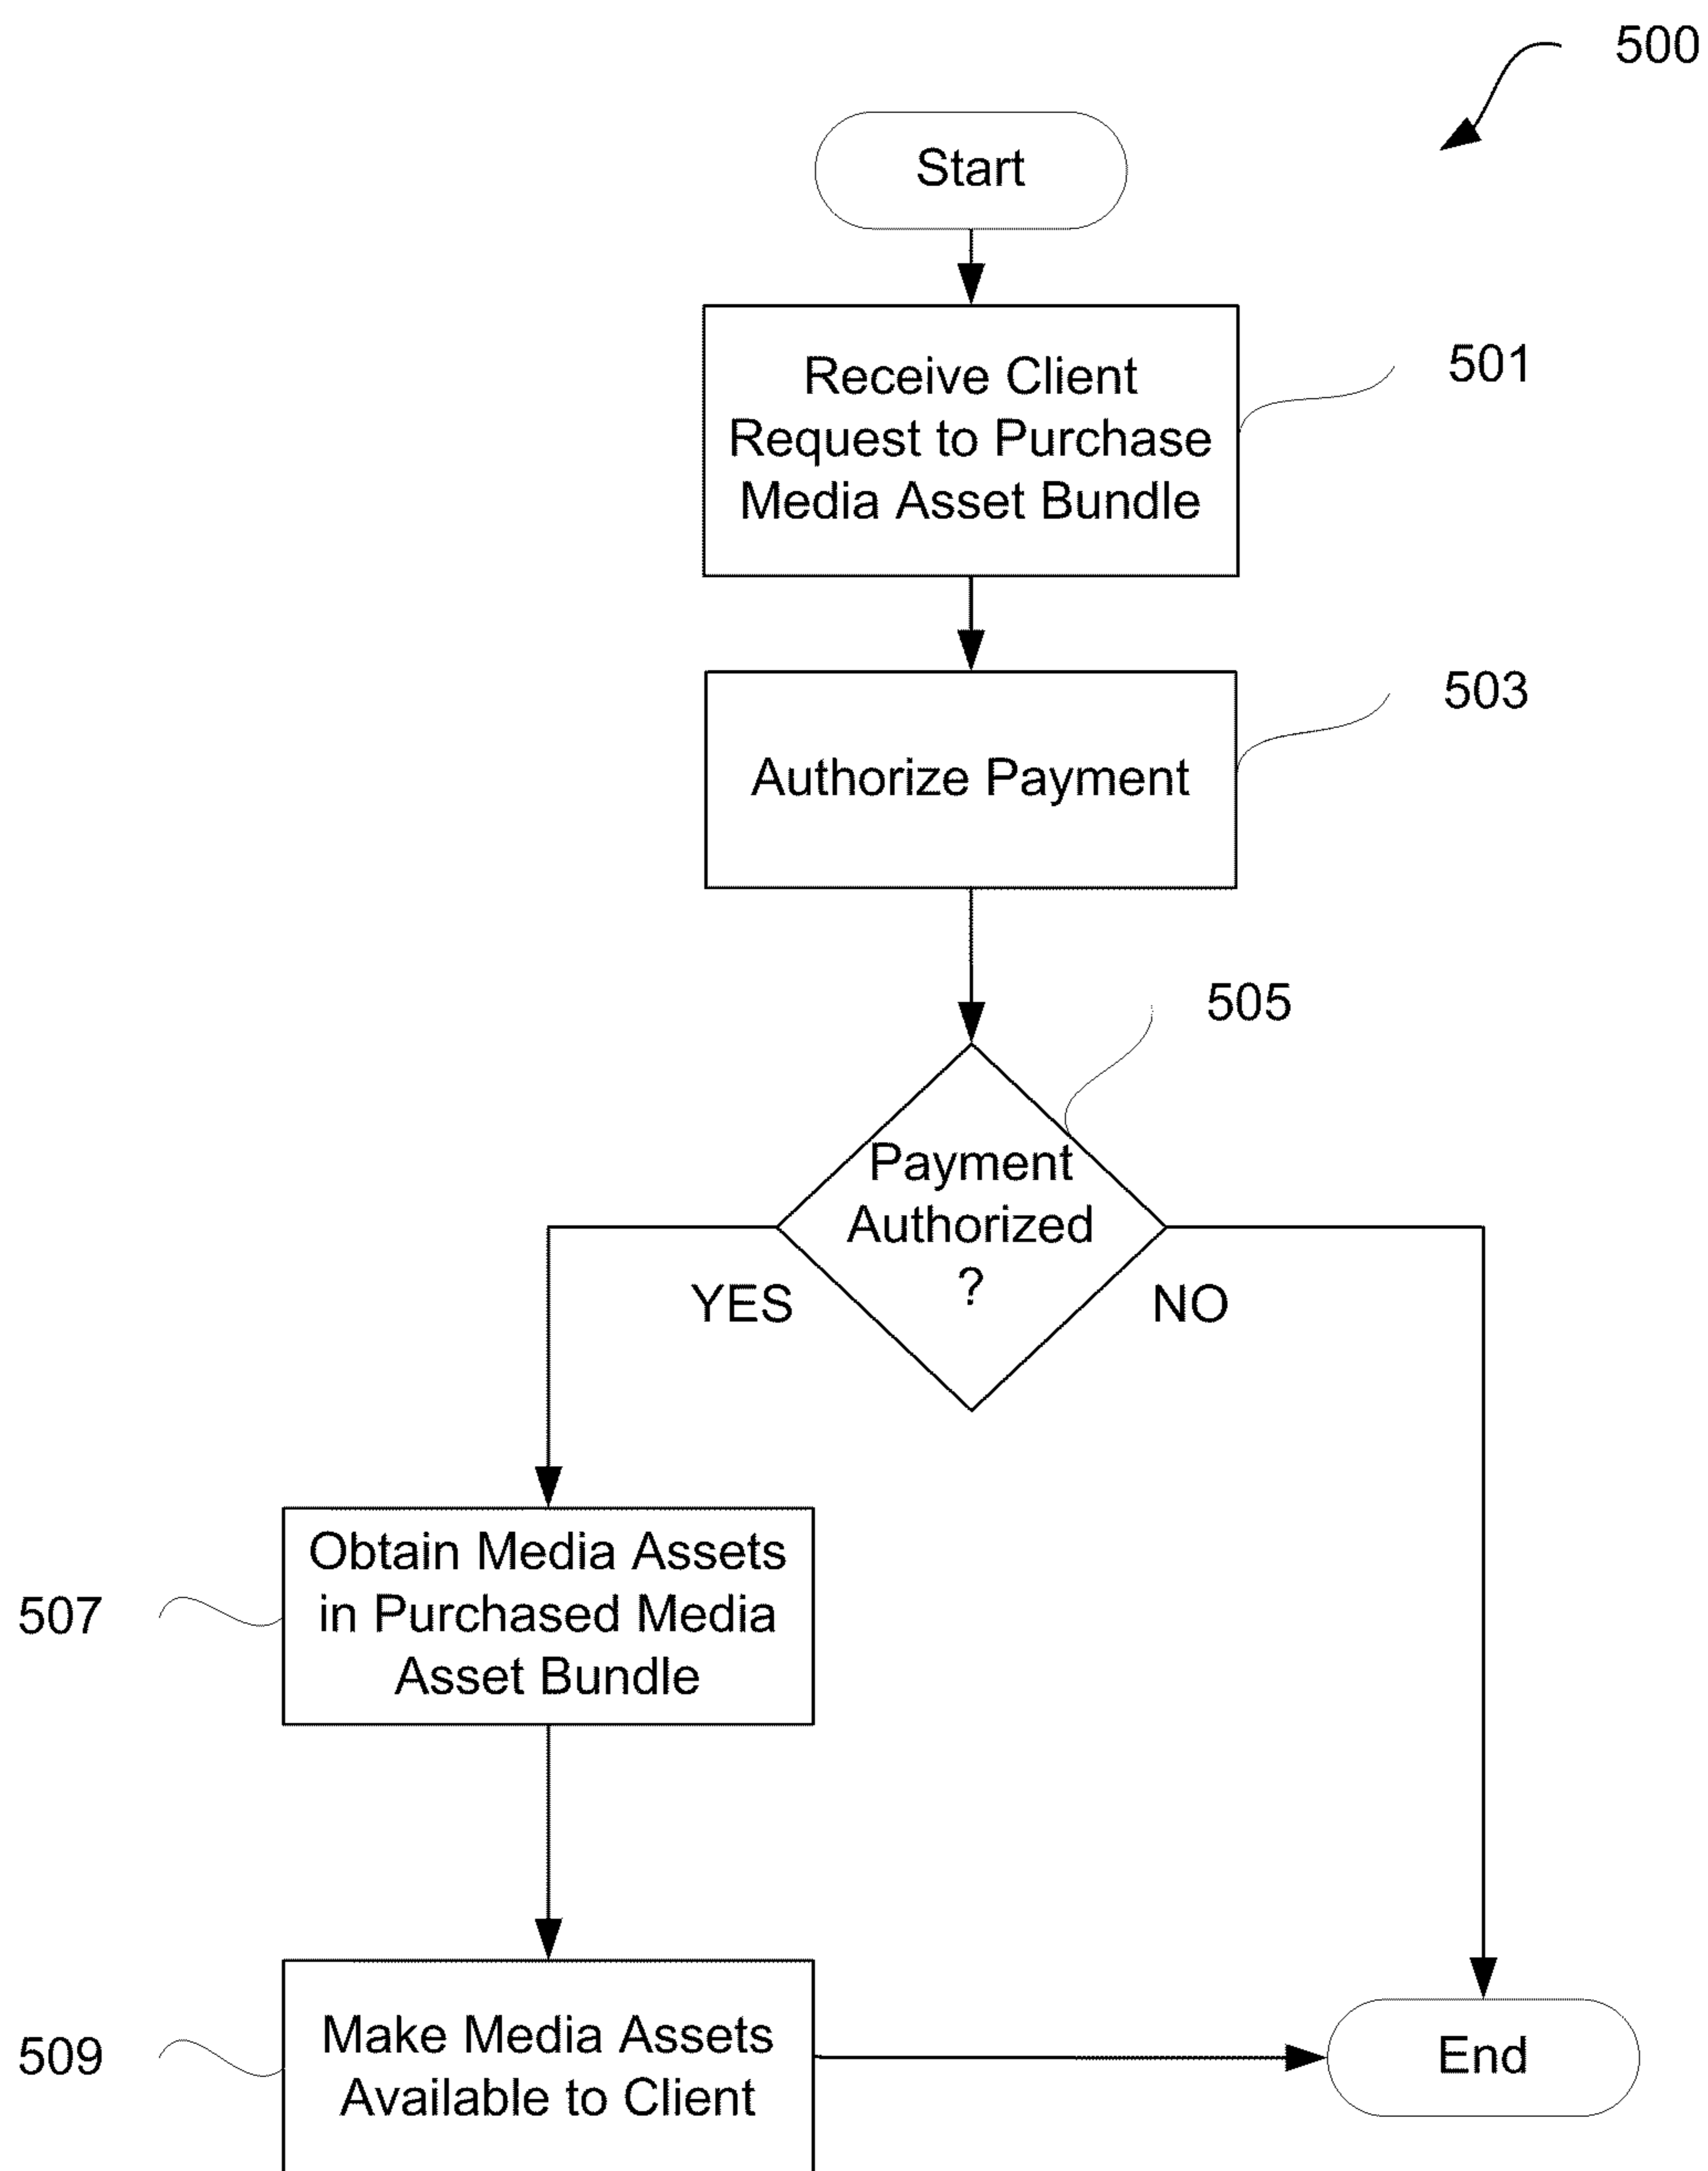 500
Start
Receive Client
Request to Purchase
Media Asset Bundle
501
Authorize Payment
503
505
Payment
Authorized
?
YES
NO
Obtain Media Assets
in Purchased Media
Asset Bundle
507
Make Media Assets
Available to Client
509
End